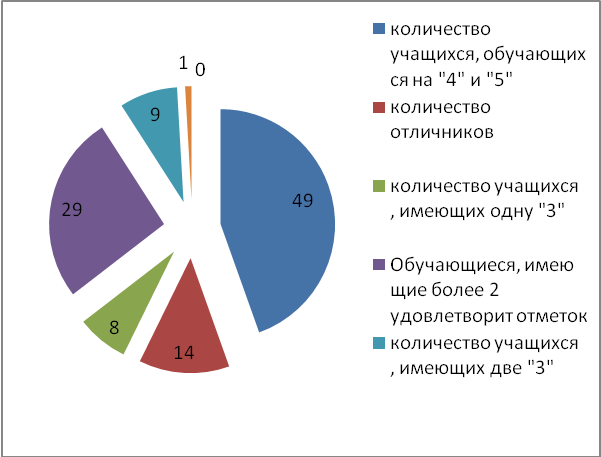 1
0
9
49
29
8
14
количество
учащихся, обучающих
ся на "4" и "5"
количество
отличников
количество учащихся
, имеющих одну "3"
Обучающиеся, имею
щие более 2
удовлетворит отметок
количество учащихся
, имеющих две "3"